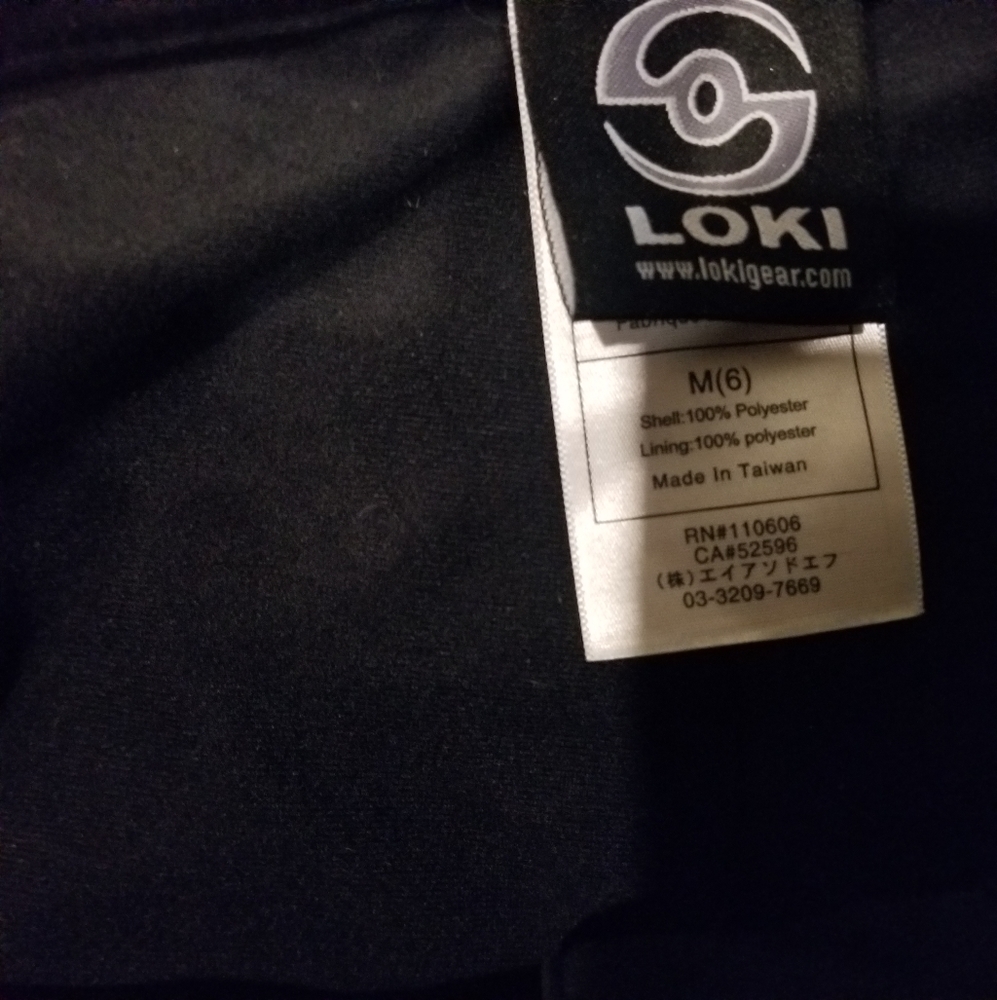 LOKI
www.lokigear.com
M(6)
Shell:100% Polyester
Lining:100% polyester
Made In Taiwan
RN#110606
CA#52596
(株)エイアソドエフ
03-3209-7669